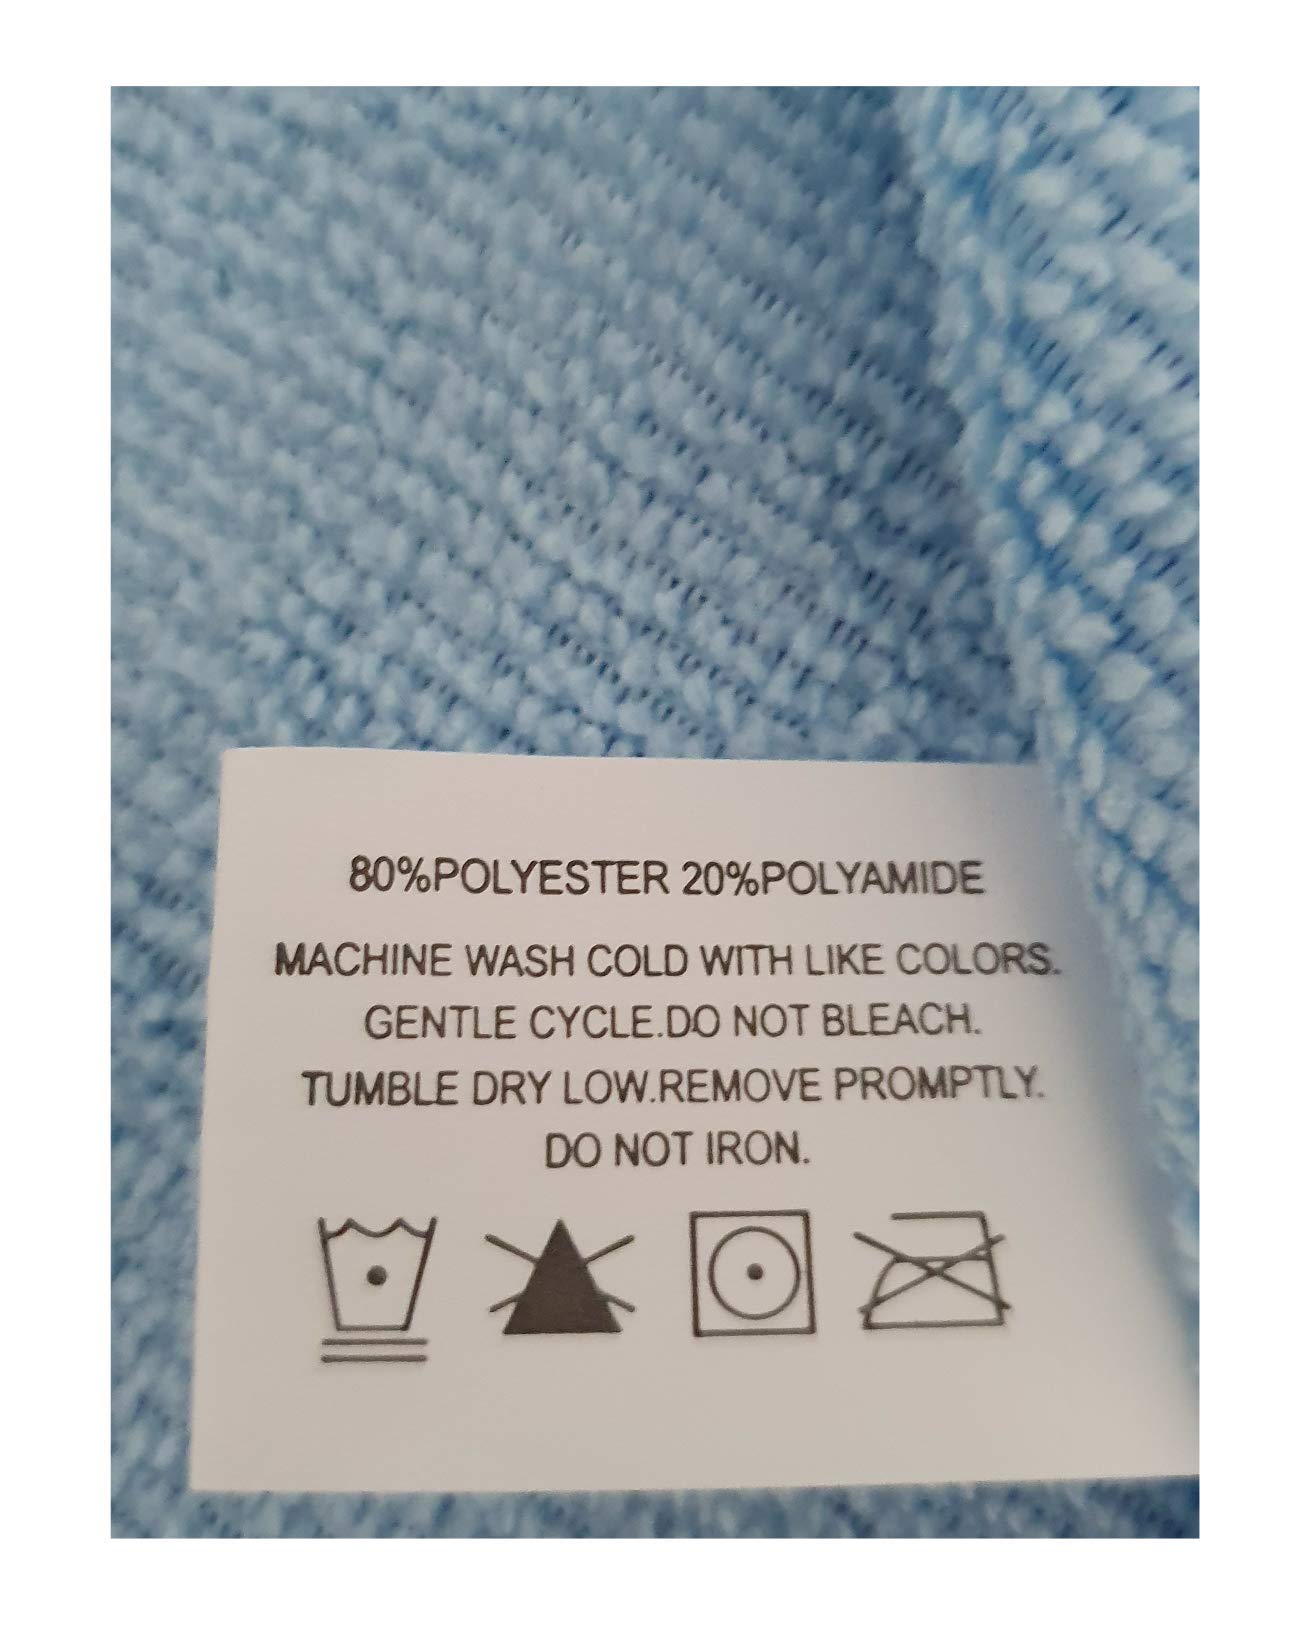 80%POLYESTER 20%POLYAMIDE
MACHINE WASH COLD WITH LIKE COLORS.
GENTLE CYCLE.DO NOT BLEACH.
TUMBLE DRY LOW.REMOVE PROMPTLY.
DO NOT IRON.